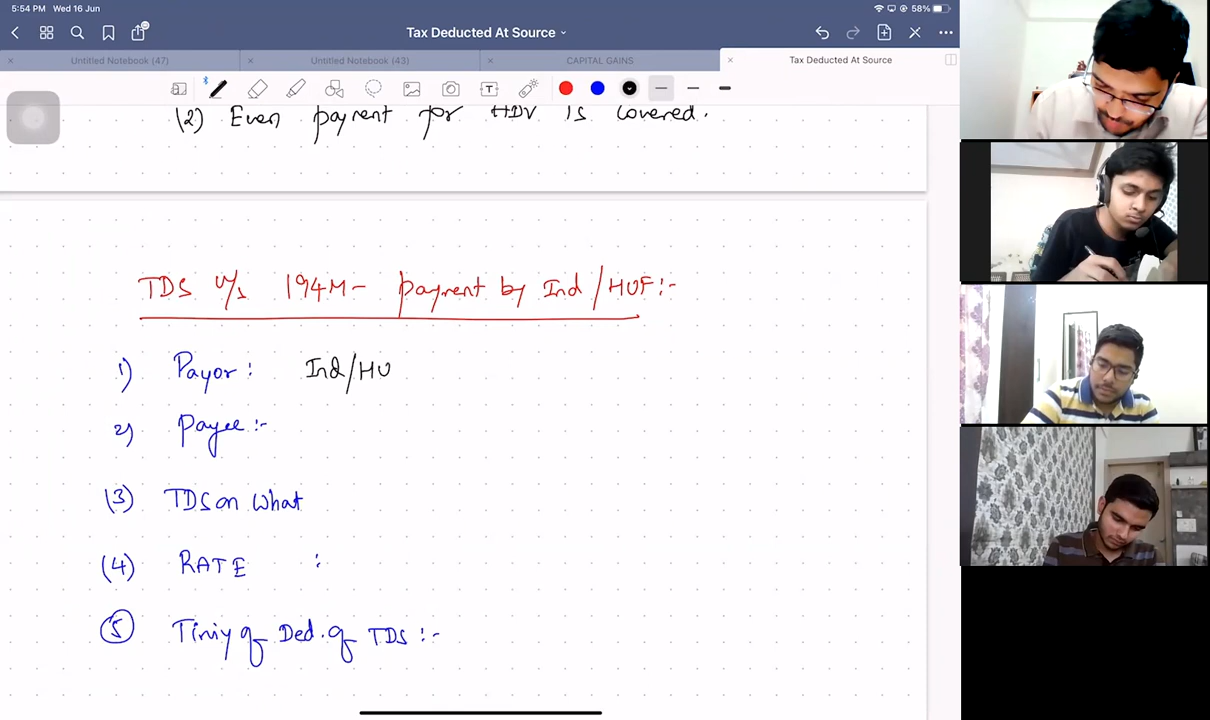 5:54 PM Wed 16 Jun
58%
Tax Deducted At Source
Untitled Notebook (47)
Untitled Notebook (43)
CAPITAL GAINS
Tax Deducted At Source
(2) Even payment for HDV is covered.
TDS U/s 194M- payment by Ind/HUF:-
1) Payor: Ind/HU
2) Payee:-
(3) TDS on What
(4) RATE :
5 Timiy of Ded. of TDS :-